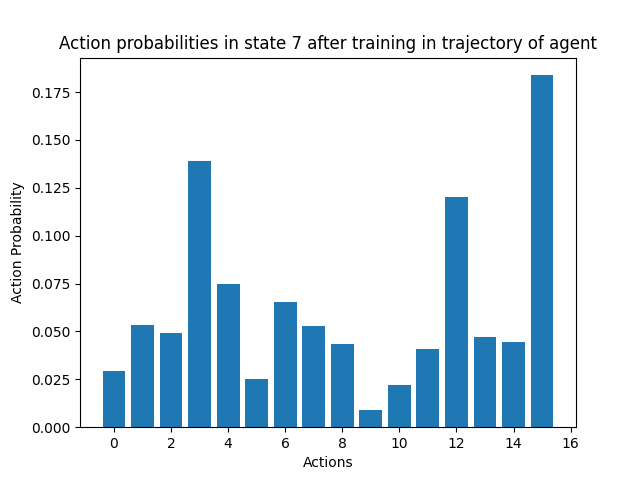 Action probabilities in state 7 after training in trajectory of agent
0.175
0.150
0.125
0.100
0.075
0.050
0.025
0.000
Action Probability
0 2 4 6 8 10 12 14 16
Actions